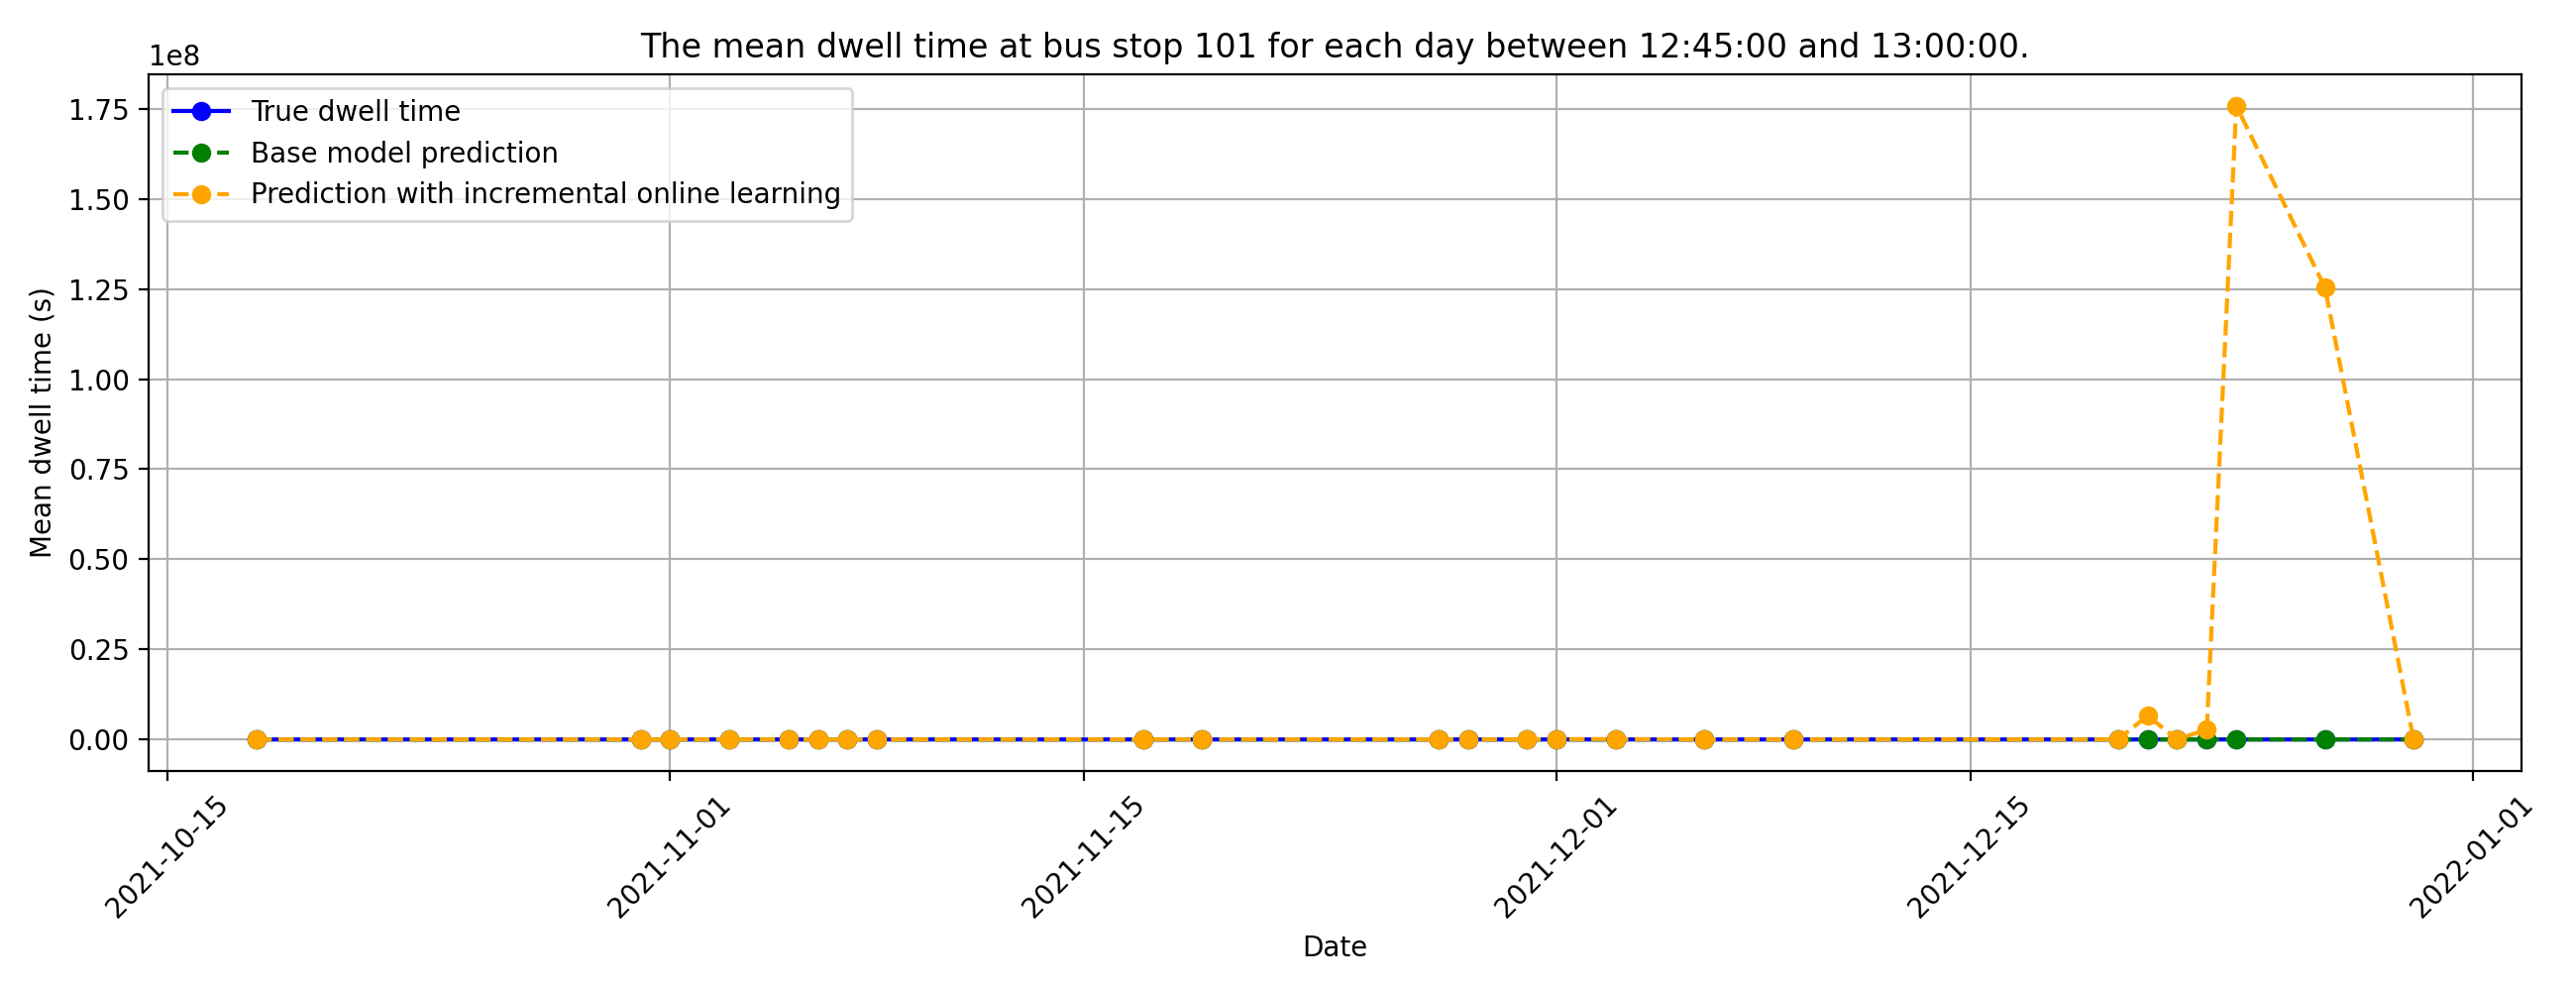 The mean dwell time at bus stop 101 for each day between 12:45:00 and 13:00:00.
1e8
True dwell time
Base model prediction
Prediction with incremental online learning
1.75
1.50
1.25
1.00
0.75
0.50
0.25
0.00
Mean dwell time (s)
2021-10-15
2021-11-01
2021-11-15
2021-12-01
2021-12-15
2022-01-01
Date